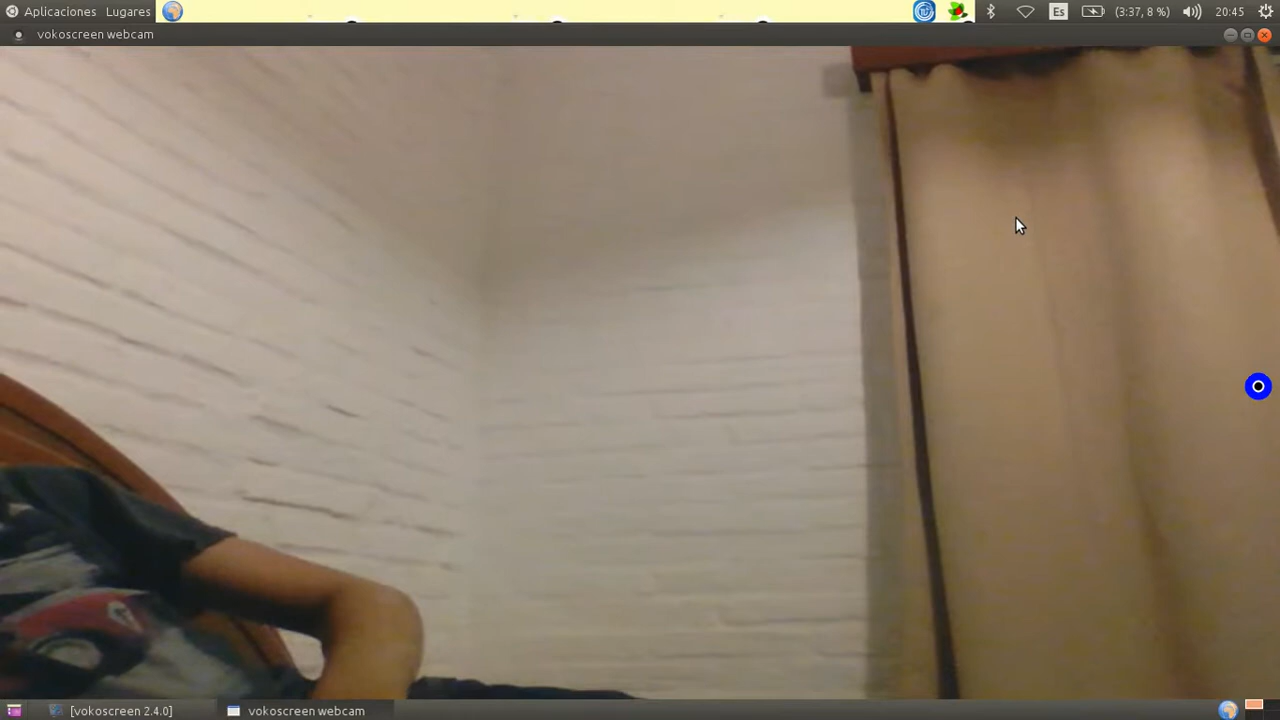 Aplicaciones Lugares Es (3:37, 8 %) 20:45
vokoscreen webcam
[vokoscreen 2.4.0] vokoscreen webcam